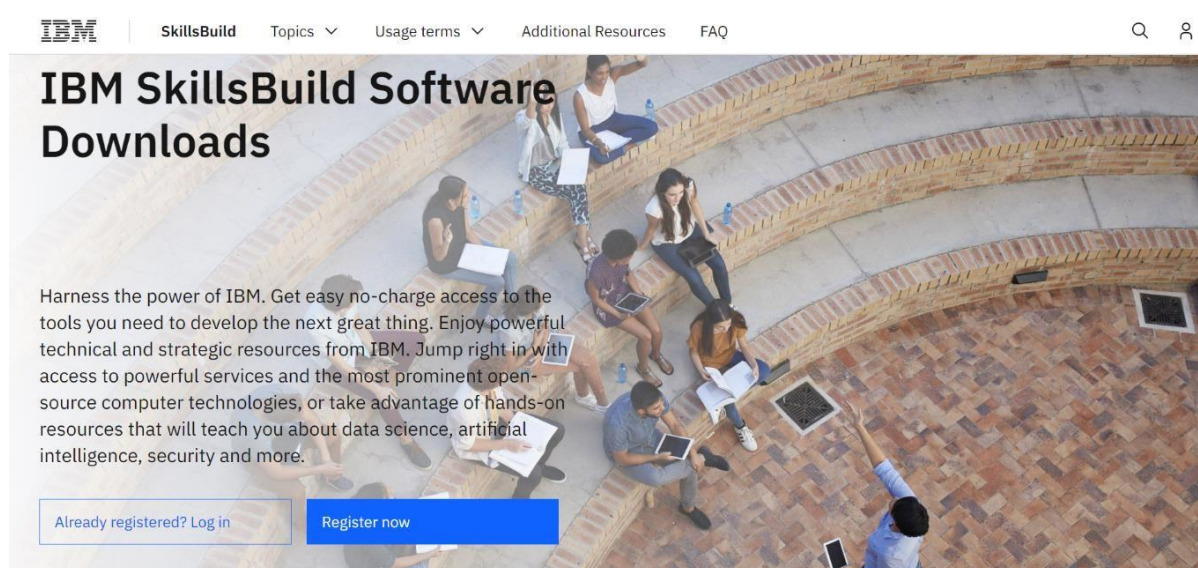 IBM SkillsBuild Topics Usage terms Additional Resources FAQ
IBM SkillsBuild Software
Downloads
Harness the power of IBM. Get easy no-charge access to the
tools you need to develop the next great thing. Enjoy powerful
technical and strategic resources from IBM. Jump right in with
access to powerful services and the most prominent open-
source computer technologies, or take advantage of hands-on
resources that will teach you about data science, artificial
intelligence, security and more.
Already registered? Log in Register now